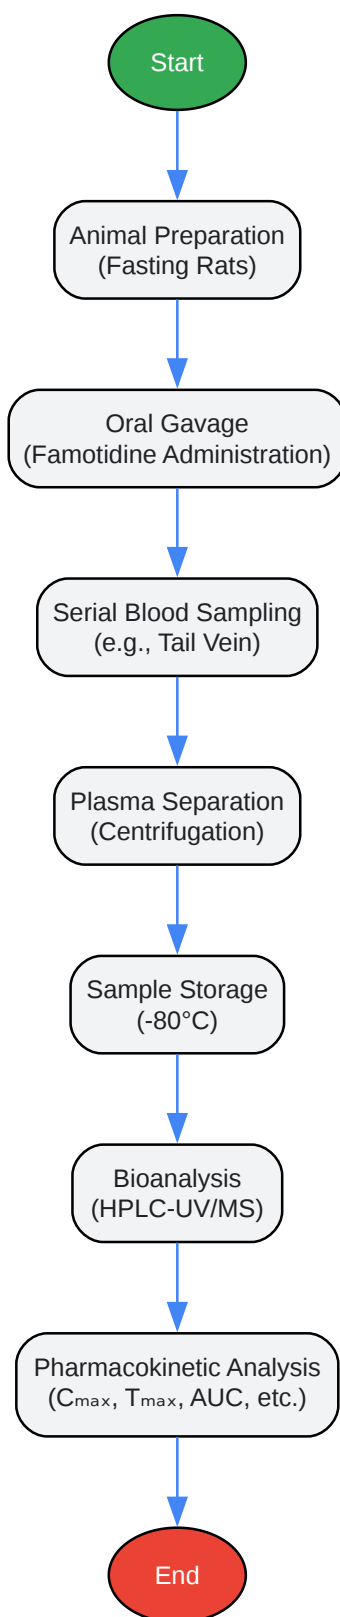 Start
Animal Preparation
(Fasting Rats)
Oral Gavage
(Famotidine Administration)
Serial Blood Sampling
(e.g., Tail Vein)
Plasma Separation
(Centrifugation)
Sample Storage
(-80°C)
Bioanalysis
(HPLC-UV/MS)
Pharmacokinetic Analysis
(Cₘₐₓ, Tₘₐₓ, AUC, etc.)
End